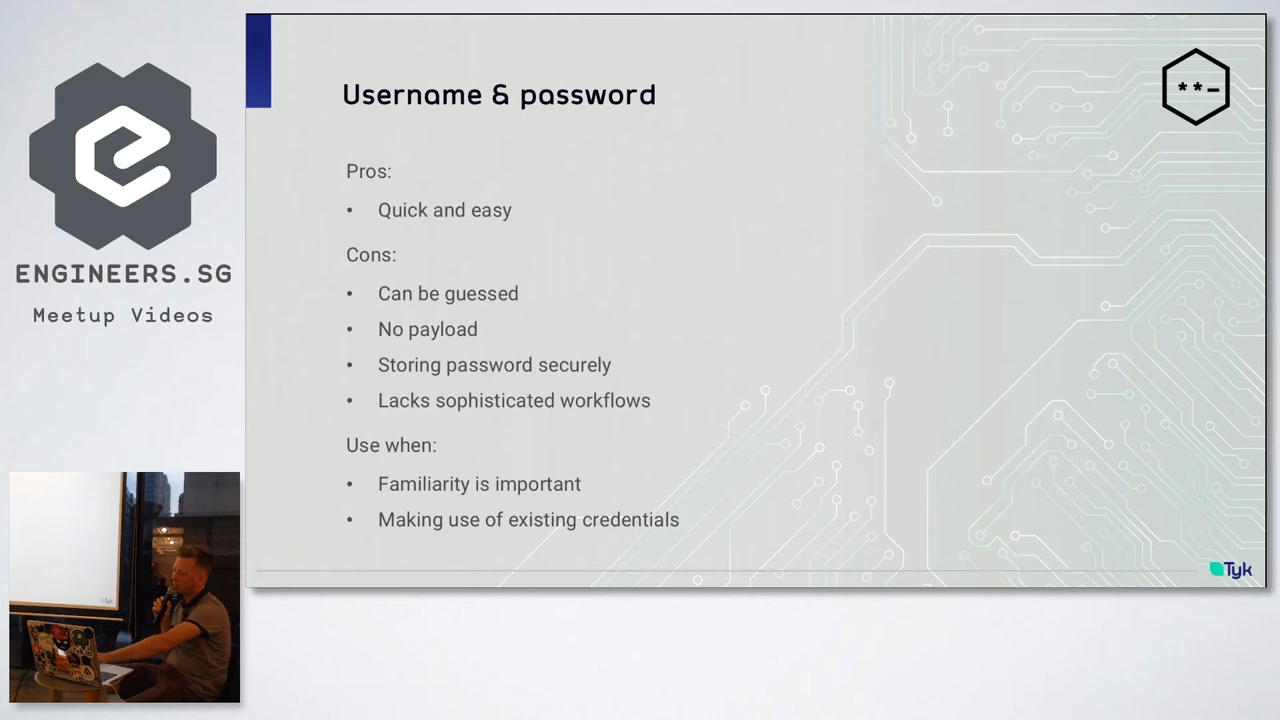 ENGINEERS.SG
Meetup Videos
Username & password
**-
Pros:
• Quick and easy
Cons:
• Can be guessed
• No payload
• Storing password securely
• Lacks sophisticated workflows
Use when:
• Familiarity is important
• Making use of existing credentials
Tyk